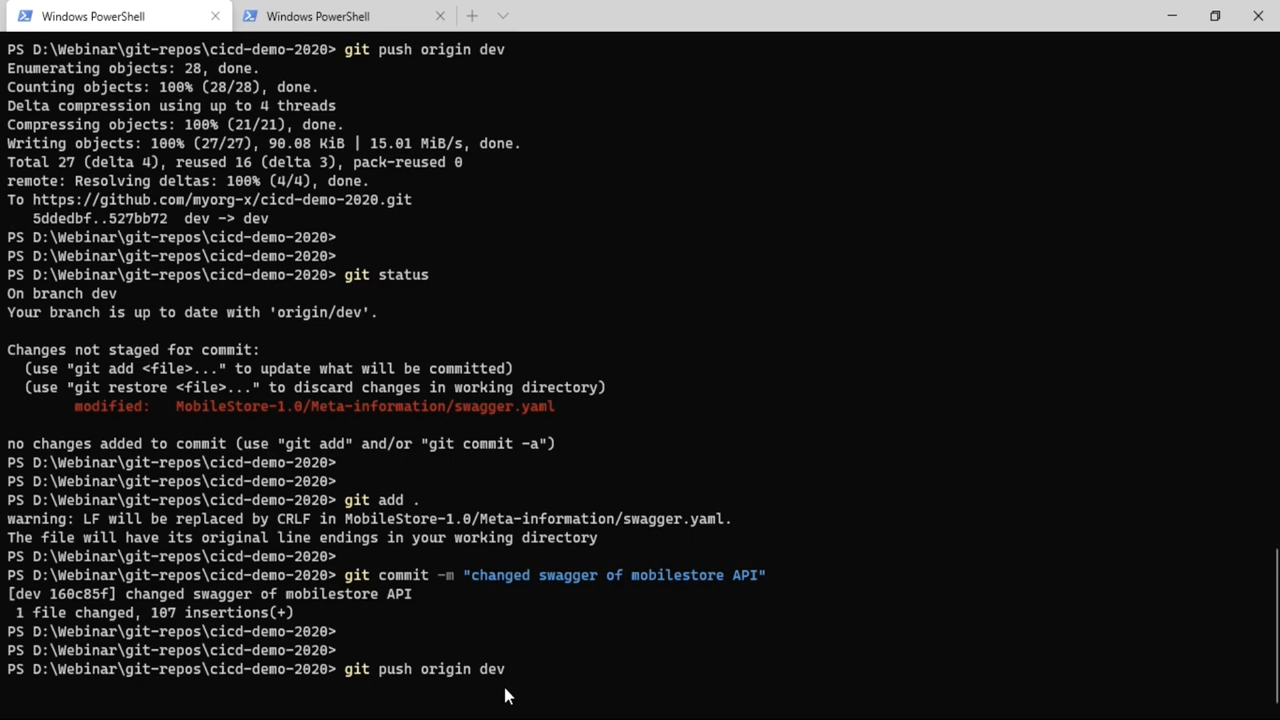 Windows PowerShell
Windows PowerShell
PS D:\Webinar\git-repos\cicd-demo-2020> git push origin dev
Enumerating objects: 28, done.
Counting objects: 100% (28/28), done.
Delta compression using up to 4 threads
Compressing objects: 100% (21/21), done.
Writing objects: 100% (27/27), 90.08 KiB | 15.01 MiB/s, done.
Total 27 (delta 4), reused 16 (delta 3), pack-reused 0
remote: Resolving deltas: 100% (4/4), done.
To https://github.com/myorg-x/cicd-demo-2020.git
5ddedbf..527bb72 dev -> dev
PS D:\Webinar\git-repos\cicd-demo-2020>
PS D:\Webinar\git-repos\cicd-demo-2020>
PS D:\Webinar\git-repos\cicd-demo-2020> git status
On branch dev
Your branch is up to date with 'origin/dev'.
Changes not staged for commit:
(use "git add <file>..." to update what will be committed)
(use "git restore <file>..." to discard changes in working directory)
modified: MobileStore-1.0/Meta-information/swagger.yaml
no changes added to commit (use "git add" and/or "git commit -a")
PS D:\Webinar\git-repos\cicd-demo-2020>
PS D:\Webinar\git-repos\cicd-demo-2020>
PS D:\Webinar\git-repos\cicd-demo-2020> git add .
warning: LF will be replaced by CRLF in MobileStore-1.0/Meta-information/swagger.yaml.
The file will have its original line endings in your working directory
PS D:\Webinar\git-repos\cicd-demo-2020>
PS D:\Webinar\git-repos\cicd-demo-2020> git commit -m "changed swagger of mobilestore API"
[dev 160c85f] changed swagger of mobilestore API
1 file changed, 107 insertions(+)
PS D:\Webinar\git-repos\cicd-demo-2020>
PS D:\Webinar\git-repos\cicd-demo-2020>
PS D:\Webinar\git-repos\cicd-demo-2020> git push origin dev